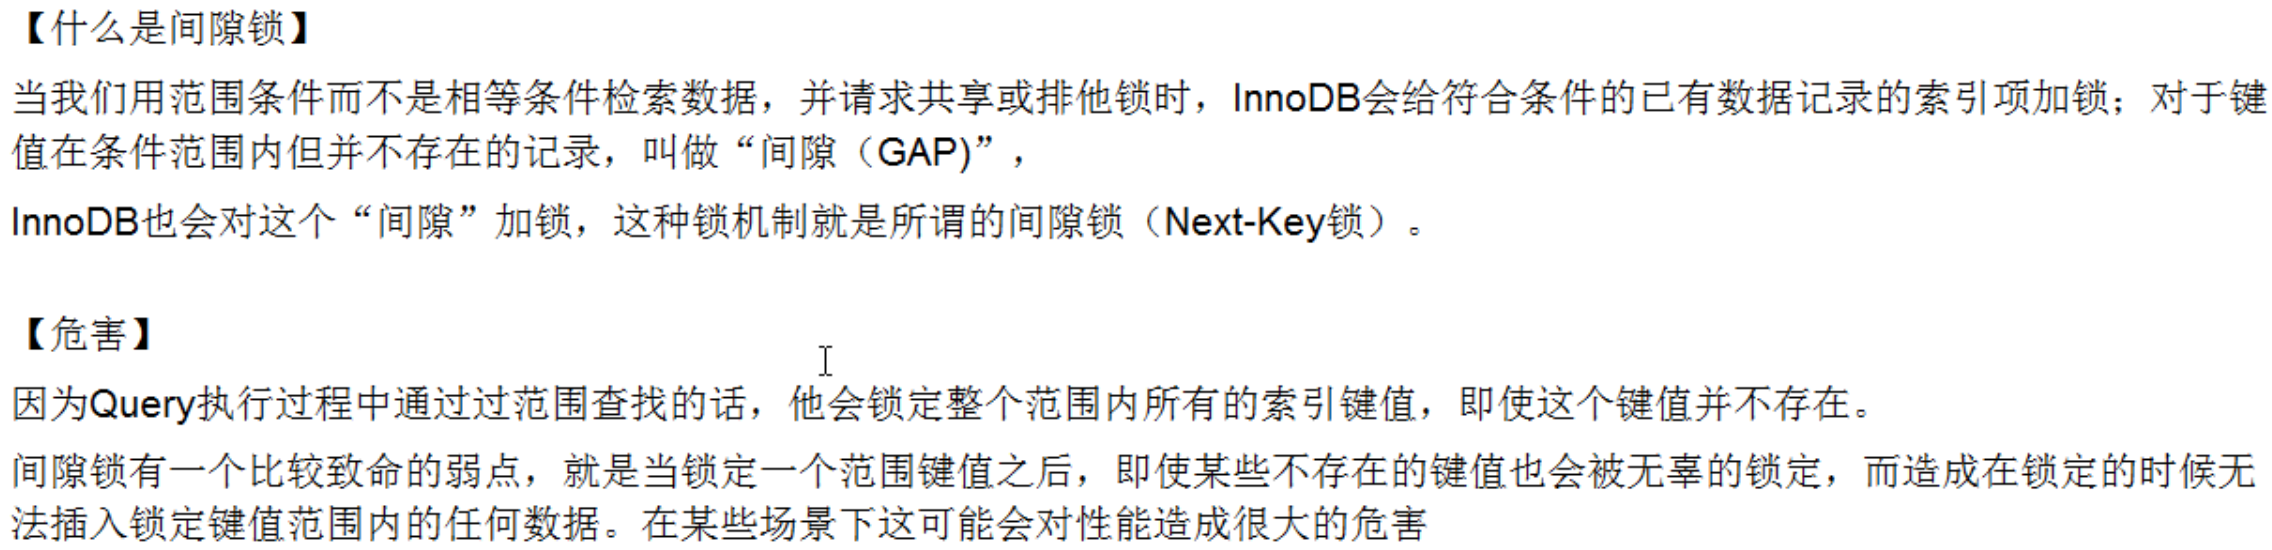 【什么是间隙锁】
当我们用范围条件而不是相等条件检索数据，并请求共享或排他锁时，InnoDB会给符合条件的已有数据记录的索引项加锁；对于键
值在条件范围内但并不存在的记录，叫做“间隙（GAP)”，
InnoDB也会对这个“间隙”加锁，这种锁机制就是所谓的间隙锁（Next-Key锁）。
【危害】
因为Query执行过程中通过过范围查找的话，他会锁定整个范围内所有的索引键值，即使这个键值并不存在。
间隙锁有一个比较致命的弱点，就是当锁定一个范围键值之后，即使某些不存在的键值也会被无辜的锁定，而造成在锁定的时候无
法插入锁定键值范围内的任何数据。在某些场景下这可能会对性能造成很大的危害